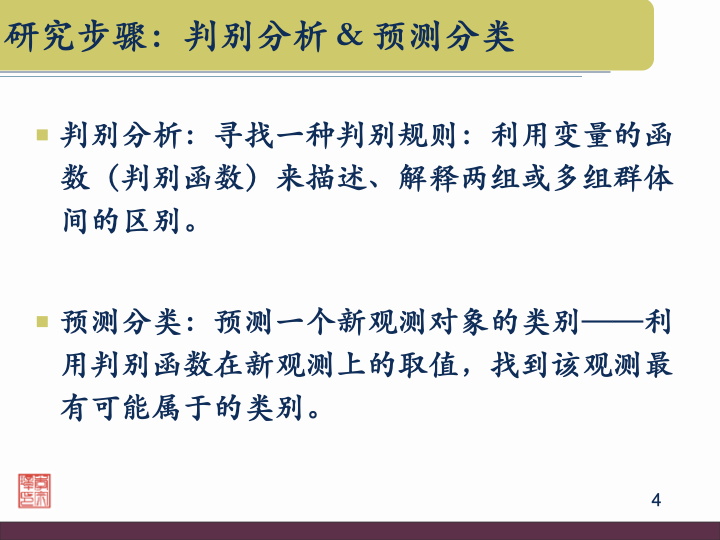 研究步骤：判别分析 & 预测分类
判别分析：寻找一种判别规则：利用变量的函
数（判别函数）来描述、解释两组或多组群体
间的区别。
预测分类：预测一个新观测对象的类别——利
用判别函数在新观测上的取值，找到该观测最
有可能属于的类别。
4